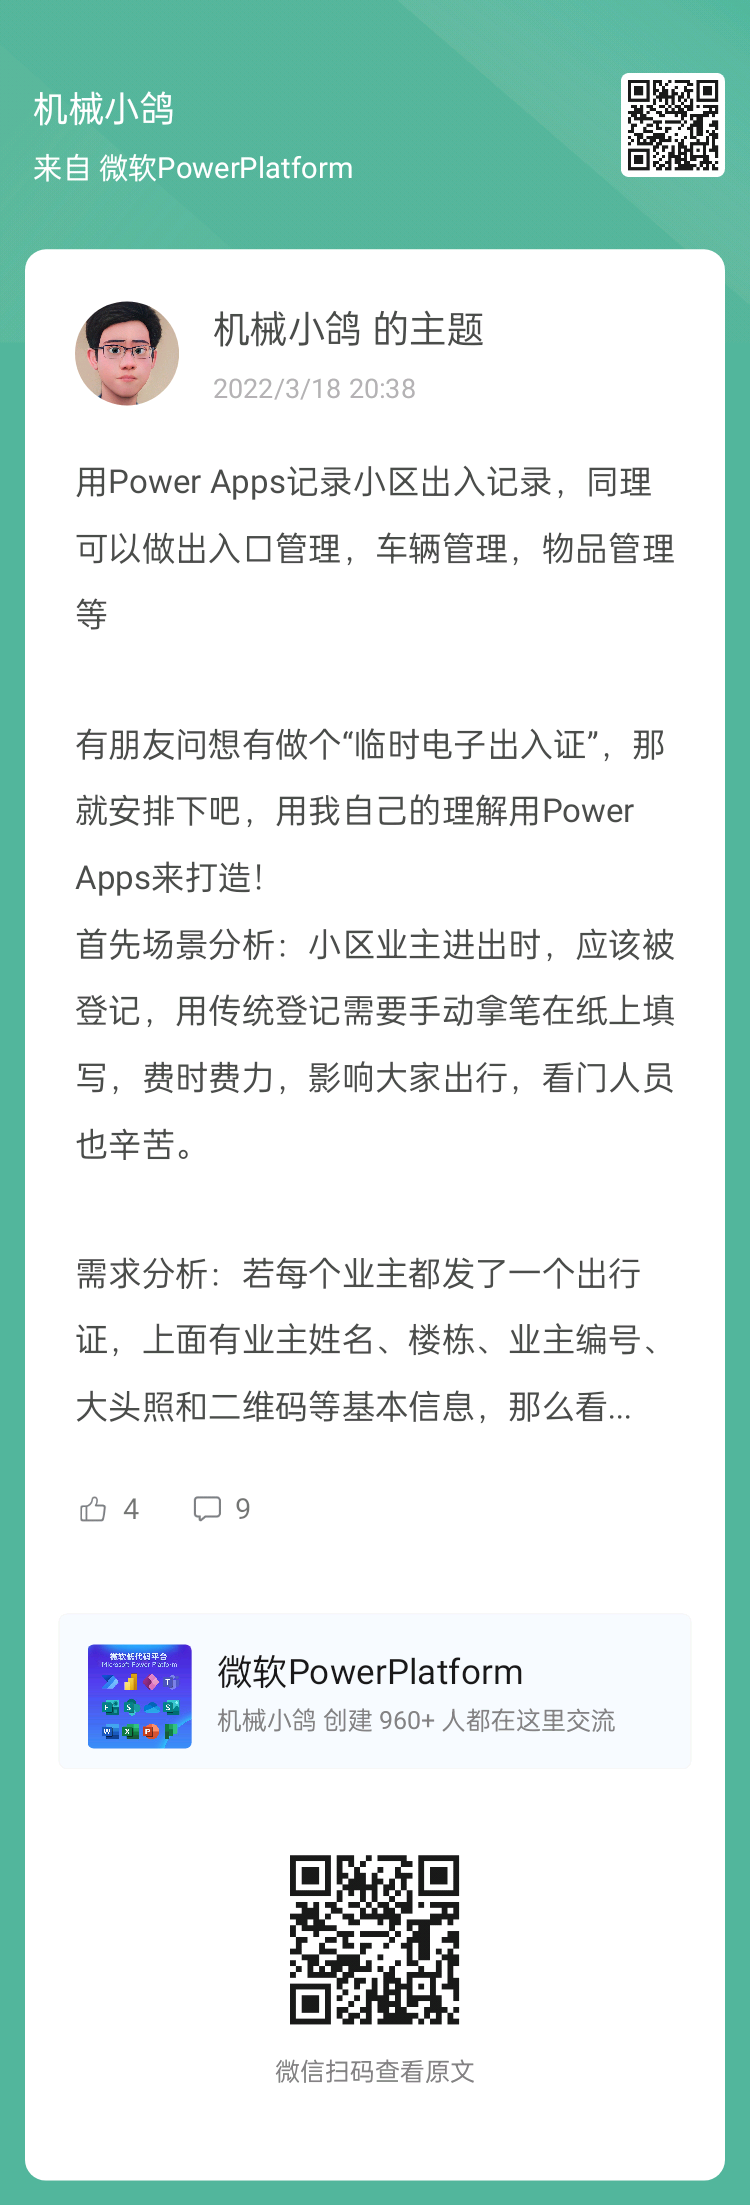 机械小鸽
来自 微软PowerPlatform
机械小鸽 的主题
2022/3/18 20:38
用Power Apps记录小区出入记录，同理
可以做出入口管理，车辆管理，物品管理
等
有朋友问想有做个“临时电子出入证”，那
就安排下吧，用我自己的理解用Power
Apps来打造！
首先场景分析：小区业主进出时，应该被
登记，用传统登记需要手动拿笔在纸上填
写，费时费力，影响大家出行，看门人员
也辛苦。
需求分析：若每个业主都发了一个出行
证，上面有业主姓名、楼栋、业主编号、
大头照和二维码等基本信息，那么看...
4 9
微软低代码平台
Microsoft Power Platform
微软PowerPlatform
机械小鸽 创建 960+ 人都在这里交流
微信扫码查看原文